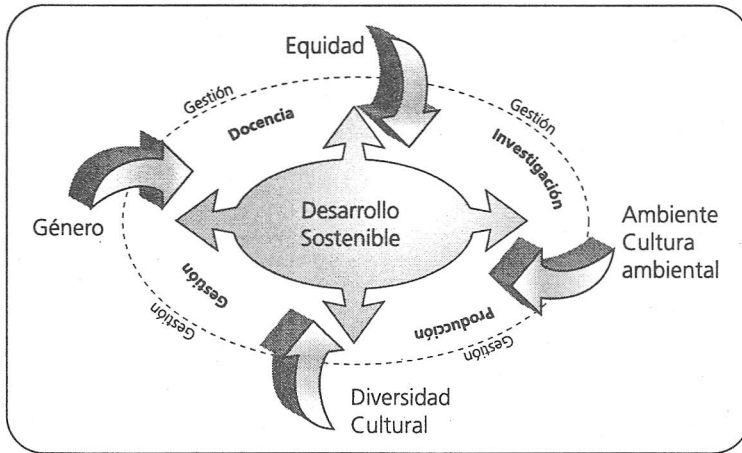 Equidad
Gestión
Gestión
Docencia
Investigación
Género
Desarrollo
Sostenible
Ambiente
Cultura
ambiental
Gestión
Gestión
Producción
Gestión
Diversidad
Cultural